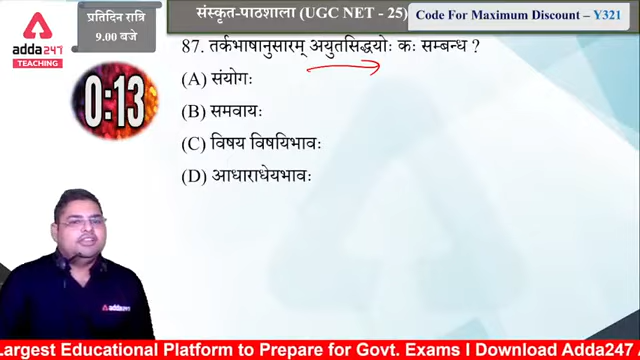 adda247
TEACHING
प्रतिदिन रात्रि
9.00 बजे
संस्कृत-पाठशाला (UGC NET - 25)
Code For Maximum Discount – Y321
87. तर्कभाषानुसारम् अयुतसिद्धयोः कः सम्बन्ध ?
(A) संयोगः
(B) समवायः
(C) विषय विषयिभावः
(D) आधाराधेयभावः
0:13
adda247
Largest Educational Platform to Prepare for Govt. Exams I Download Adda247